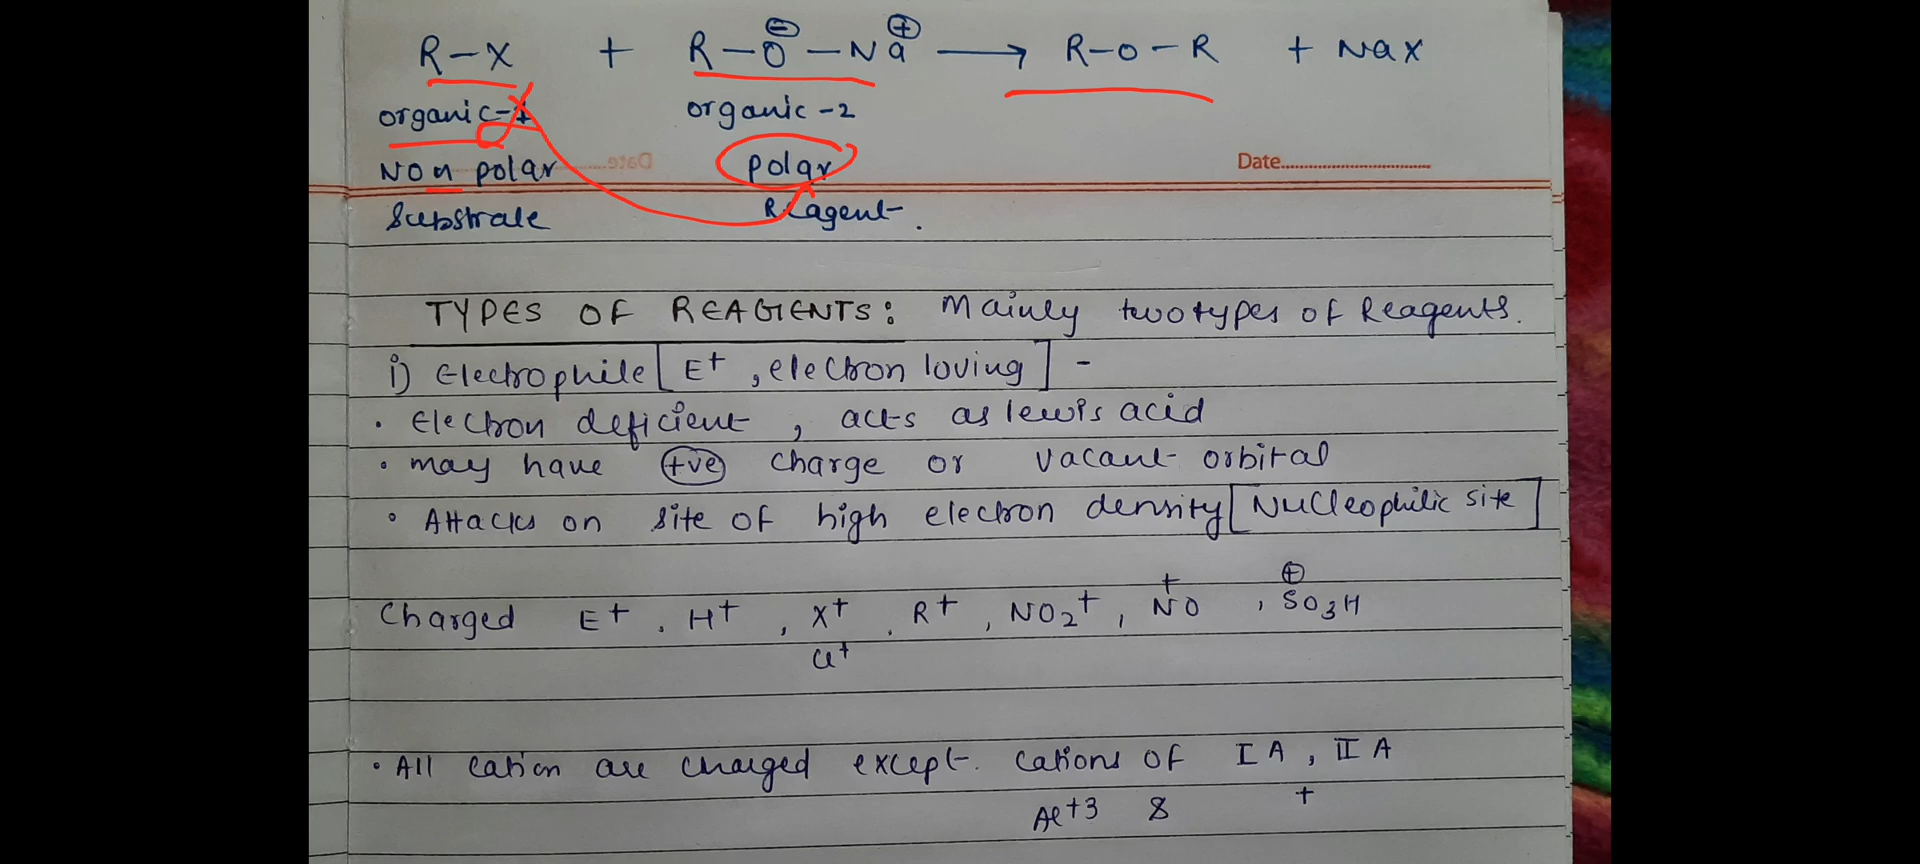 R-X + R-O⊖-Na⊕ ⟶ R-O-R + NaX
organic-1 organic-2
Non polar polar Date
Substrate Reagent.
TYPES OF REAGENTS: Mainly two types of Reagents.
i) Electrophile [E+, electron loving] -
• Electron deficient, acts as lewis acid
• may have +ve charge or vacant orbital
• Attacks on site of high electron density [Nucleophilic site]
Charged E+, H+, X+, R+, NO2+, N+O, ⊕SO3H
Cl+
• All cation are charged except cations of IA, IIA
Al+3 +